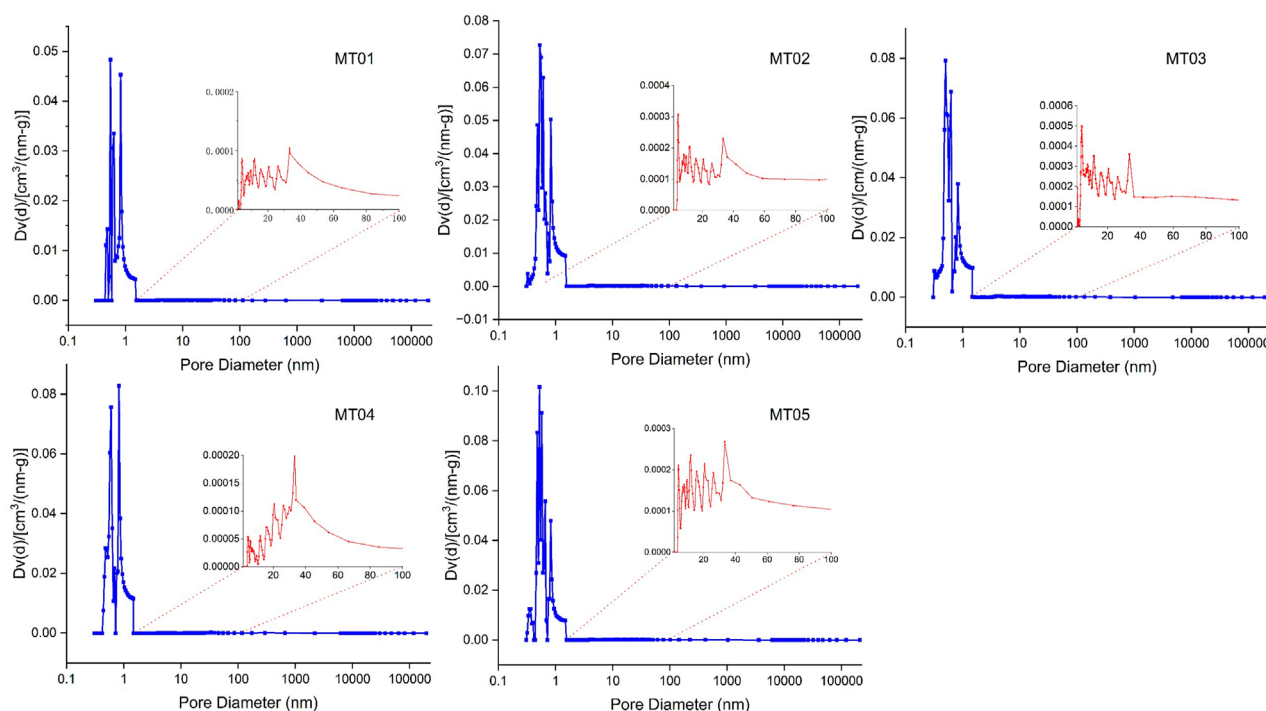 MT01
Dv(d)/[cm³/(nm-g)]
0.05
0.04
0.03
0.02
0.01
0.00
0.1 1 10 100 1000 10000 100000
Pore Diameter (nm)
0.0002
0.0001
0.0000
20 40 60 80 100
MT02
Dv(d)/[cm³/(nm-g)]
0.08
0.07
0.06
0.05
0.04
0.03
0.02
0.01
0.00
−0.01
0.1 1 10 100 1000 10000 100000
Pore Diameter (nm)
0.0004
0.0003
0.0002
0.0001
0.0000
20 40 60 80 100
MT03
Dv(d)/[cm/(nm-g)]
0.08
0.06
0.04
0.02
0.00
0.1 1 10 100 1000 10000 100000
Pore Diameter (nm)
0.0006
0.0005
0.0004
0.0003
0.0002
0.0001
0.0000
20 40 60 80 100
MT04
Dv(d)/[cm³/(nm-g)]
0.08
0.06
0.04
0.02
0.00
0.1 1 10 100 1000 10000 100000
Pore Diameter (nm)
0.00020
0.00015
0.00010
0.00005
0.00000
20 40 60 80 100
MT05
Dv(d)/[cm³/(nm-g)]
0.10
0.08
0.06
0.04
0.02
0.00
0.1 1 10 100 1000 10000 100000
Pore Diameter (nm)
0.0003
0.0002
0.0001
0.0000
20 40 60 80 100